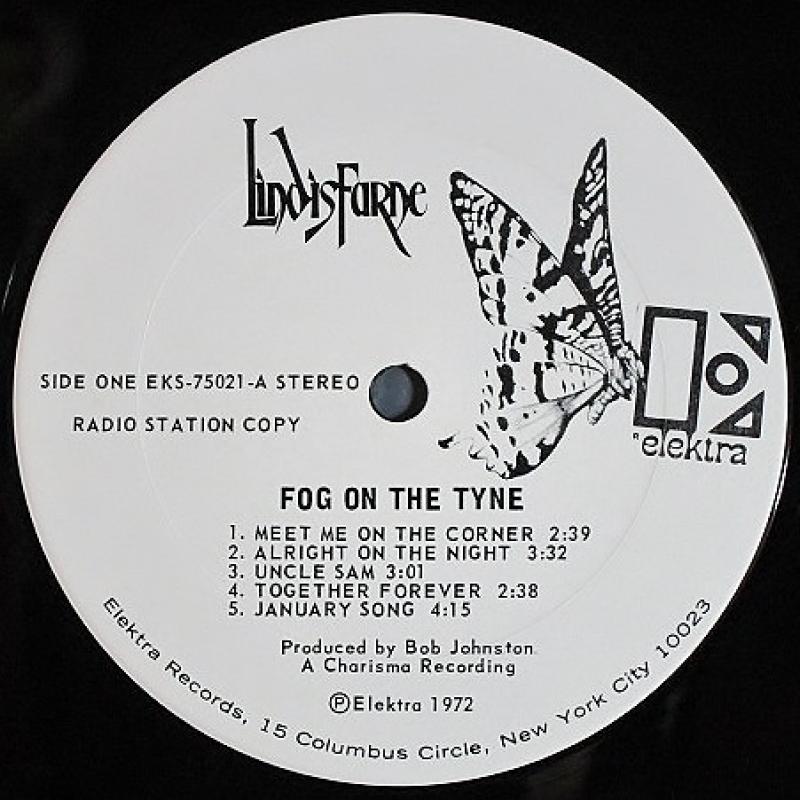 Lindisfarne
SIDE ONE EKS-75021-A STEREO
RADIO STATION COPY
elektra
FOG ON THE TYNE
1. MEET ME ON THE CORNER 2:39
2. ALRIGHT ON THE NIGHT 3:32
3. UNCLE SAM 3:01
4. TOGETHER FOREVER 2:38
5. JANUARY SONG 4:15
Produced by Bob Johnston
A Charisma Recording
℗Elektra 1972
Elektra Records, 15 Columbus Circle, New York City 10023